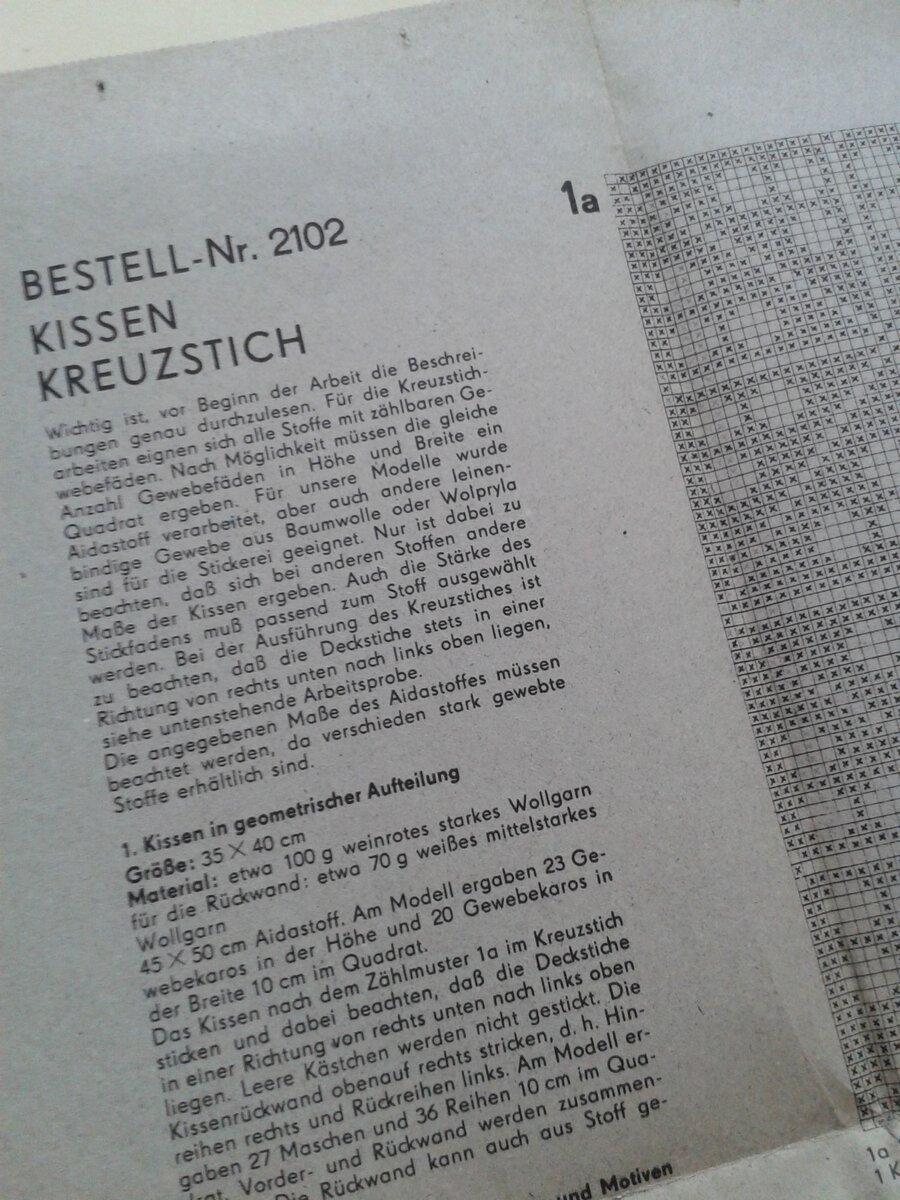 BESTELL-Nr. 2102
KISSEN
KREUZSTICH
Wichtig ist, vor Beginn der Arbeit die Beschrei-
bungen genau durchzulesen. Für die Kreuzstich-
arbeiten eignen sich alle Stoffe mit zählbaren Ge-
webefäden. Nach Möglichkeit müssen die gleiche
Anzahl Gewebefäden in Höhe und Breite ein
Quadrat ergeben. Für unsere Modelle wurde
Aidastoff verarbeitet, aber auch andere leinen-
bindige Gewebe aus Baumwolle oder Wolpryla
sind für die Stickerei geeignet. Nur ist dabei zu
beachten, daß sich bei anderen Stoffen andere
Maße der Kissen ergeben. Auch die Stärke des
Stickfadens muß passend zum Stoff ausgewählt
werden. Bei der Ausführung des Kreuzstiches ist
zu beachten, daß die Deckstiche stets in einer
Richtung von rechts unten nach links oben liegen,
siehe untenstehende Arbeitsprobe.
Die angegebenen Maße des Aidastoffes müssen
beachtet werden, da verschieden stark gewebte
Stoffe erhältlich sind.
1. Kissen in geometrischer Aufteilung
Größe: 35 × 40 cm
Material: etwa 100 g weinrotes starkes Wollgarn
für die Rückwand: etwa 70 g weißes mittelstarkes
Wollgarn
45 × 50 cm Aidastoff. Am Modell ergaben 23 Ge-
webekaros in der Höhe und 20 Gewebekaros in
der Breite 10 cm im Quadrat.
Das Kissen nach dem Zählmuster 1a im Kreuzstich
sticken und dabei beachten, daß die Deckstiche
in einer Richtung von rechts unten nach links oben
liegen. Leere Kästchen werden nicht gestickt. Die
Kissenrückwand obenauf rechts stricken, d. h. Hin-
reihen rechts und Rückreihen links. Am Modell er-
gaben 27 Maschen und 36 Reihen 10 cm im Qua-
drat. Vorder- und Rückwand werden zusammen-
Die Rückwand kann auch aus Stoff ge-
und Motiven
1a
1a
1 K